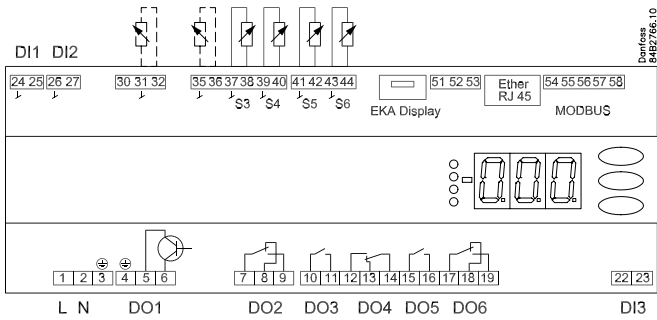 Danfoss
84B2766.10
DI1 DI2
24 25 26 27 30 31 32 35 36 37 38 39 40 41 42 43 44 51 52 53 Ether RJ 45 54 55 56 57 58
S3 S4 S5 S6 EKA Display MODBUS
0.0.0
1 2 3 4 5 6 7 8 9 10 11 12 13 14 15 16 17 18 19 22 23
L N DO1 DO2 DO3 DO4 DO5 DO6 DI3